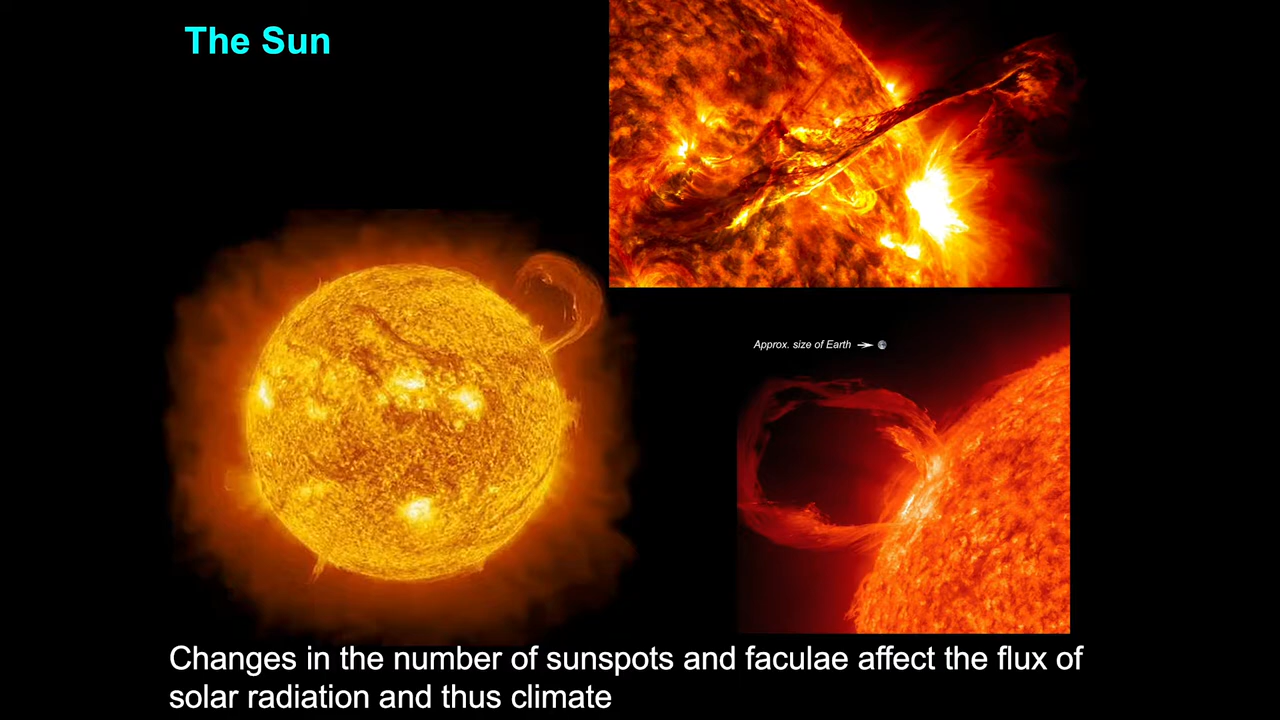 The Sun
Approx. size of Earth
Changes in the number of sunspots and faculae affect the flux of
solar radiation and thus climate